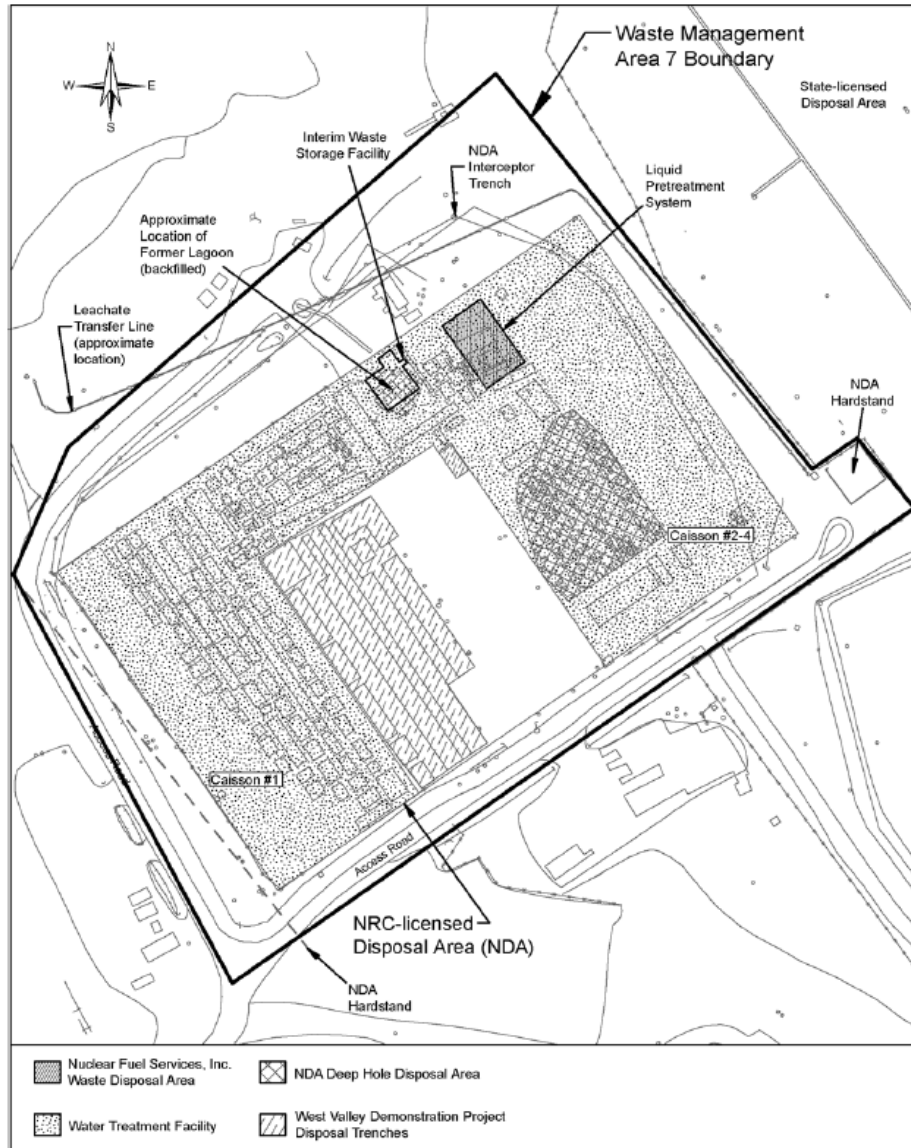 N
W
E
S
Waste Management
Area 7 Boundary
State-licensed
Disposal Area
Interim Waste
Storage Facility
NDA
Interceptor
Trench
Liquid
Pretreatment
System
Approximate
Location of
Former Lagoon
(backfilled)
Leachate
Transfer Line
(approximate
location)
NDA
Hardstand
Caisson #2-4
Caisson #1
Access Road
NRC-licensed
Disposal Area (NDA)
NDA
Hardstand
Nuclear Fuel Services, Inc.
Waste Disposal Area
NDA Deep Hole Disposal Area
Water Treatment Facility
West Valley Demonstration Project
Disposal Trenches